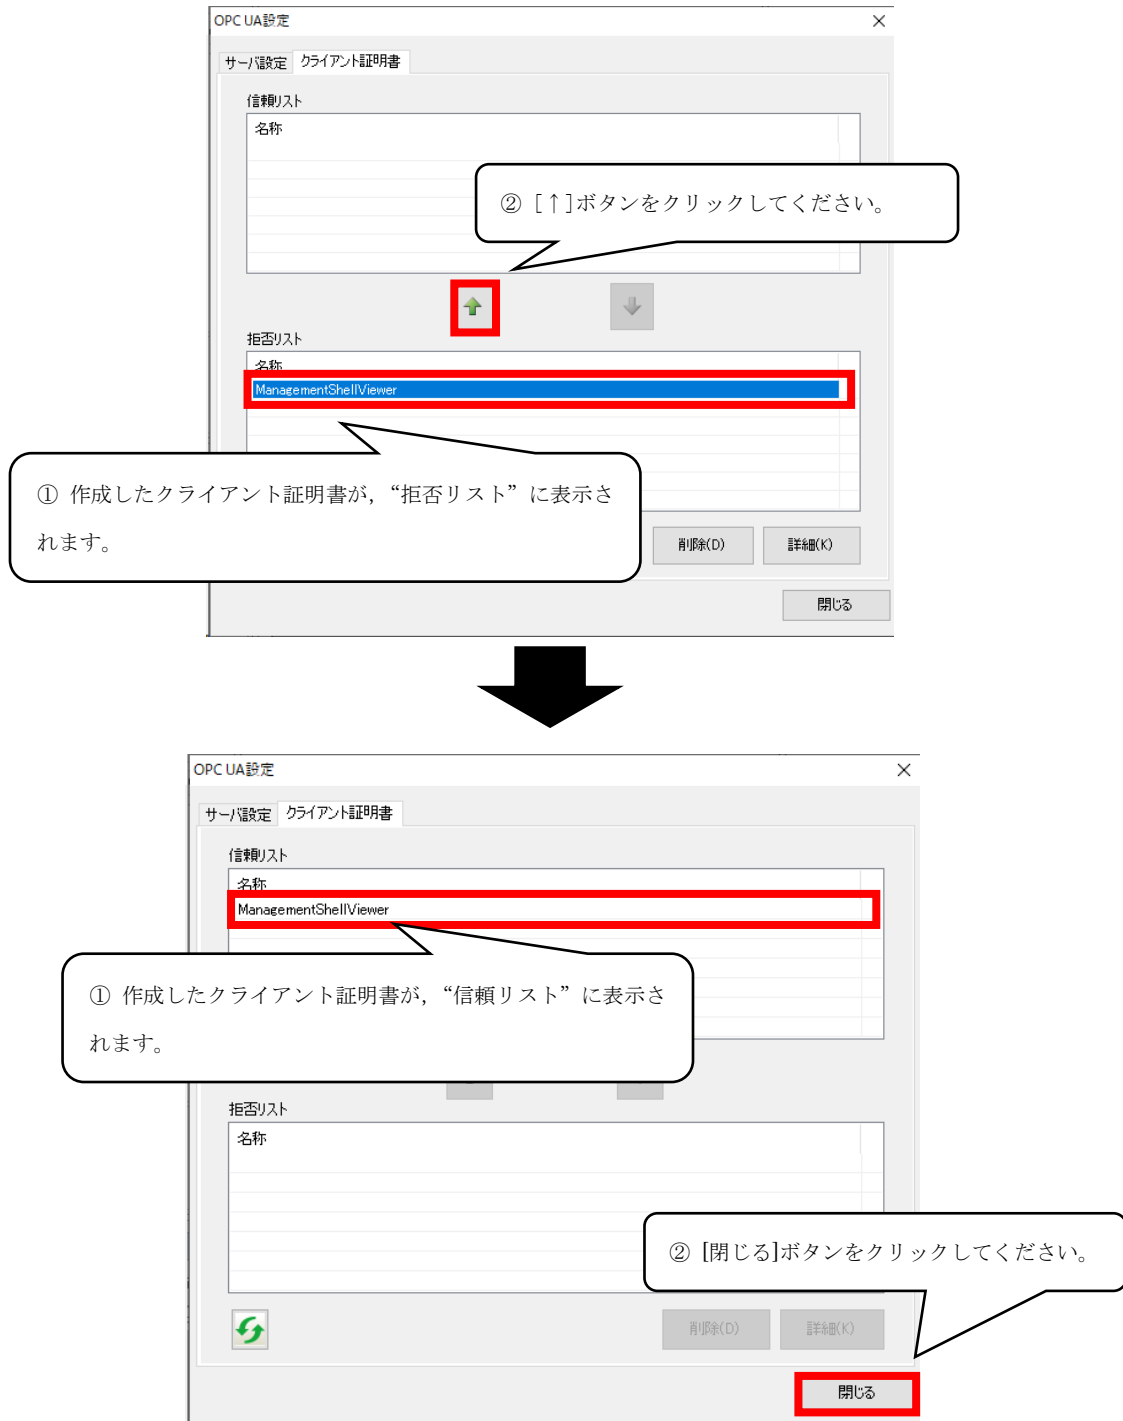 OPC UA設定
サーバ設定 クライアント証明書
信頼リスト
名称
② [↑]ボタンをクリックしてください。
拒否リスト
名称
ManagementShellViewer
① 作成したクライアント証明書が，“拒否リスト”に表示さ
れます。
削除(D) 詳細(K)
閉じる
OPC UA設定
サーバ設定 クライアント証明書
信頼リスト
名称
ManagementShellViewer
① 作成したクライアント証明書が，“信頼リスト”に表示さ
れます。
拒否リスト
名称
② [閉じる]ボタンをクリックしてください。
削除(D) 詳細(K)
閉じる